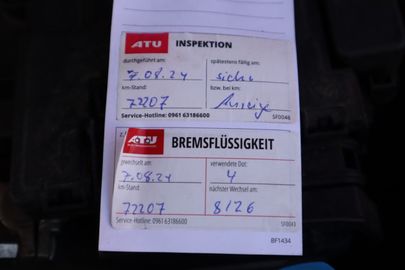 ATU INSPEKTION
durchgeführt am: spätestens fällig am:
7.08.24 siehe
km-Stand: bzw. bei km:
72207 Anzeige
Service-Hotline: 0961 63186600 SF0046
ATU BREMSFLÜSSIGKEIT
gewechselt am: verwendete Dot:
7.08.24 4
km-Stand nächster Wechsel am:
72207 8/26
Service-Hotline: 0961 63186600 SF0043
BF1434